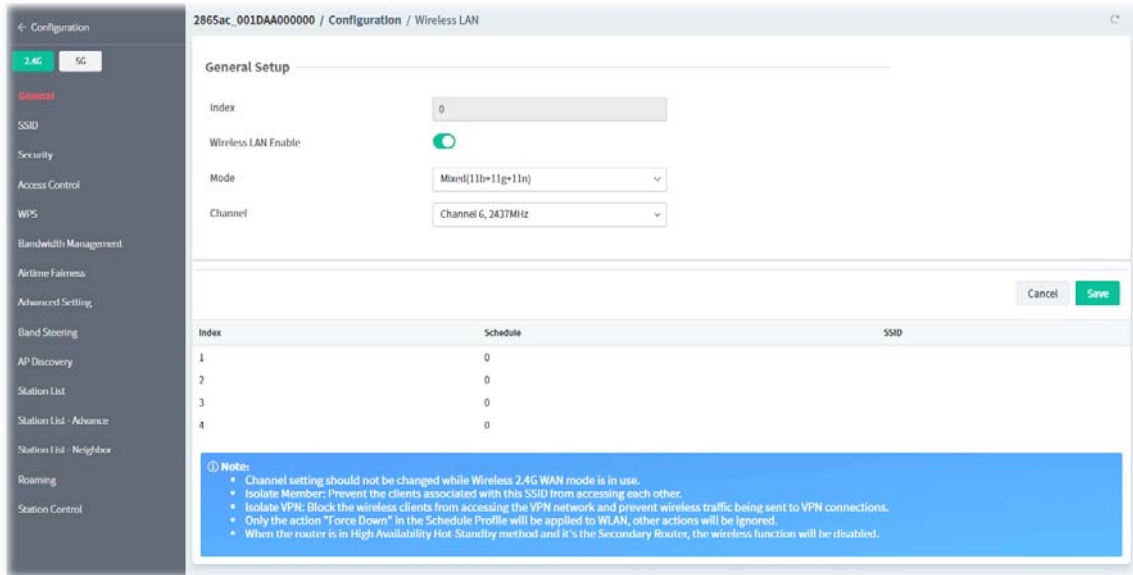 ← Configuration
2865ac_001DAA000000 / Configuration / Wireless LAN
2.4G 5G
General
SSID
Security
Access Control
WPS
Bandwidth Management
Airtime Fairness
Advanced Setting
Band Steering
AP Discovery
Station List
Station List - Advance
Station List - Neighbor
Roaming
Station Control
General Setup
Index 0
Wireless LAN Enable
Mode Mixed(11b+11g+11n)
Channel Channel 6, 2437MHz
Cancel Save
Index Schedule SSID
1 0
2 0
3 0
4 0
Note:
• Channel setting should not be changed while Wireless 2.4G WAN mode is in use.
• Isolate Member: Prevent the clients associated with this SSID from accessing each other.
• Isolate VPN: Block the wireless clients from accessing the VPN network and prevent wireless traffic being sent to VPN connections.
• Only the action "Force Down" in the Schedule Profile will be applied to WLAN, other actions will be ignored.
• When the router is in High Availability Hot Standby method and it's the Secondary Router, the wireless function will be disabled.